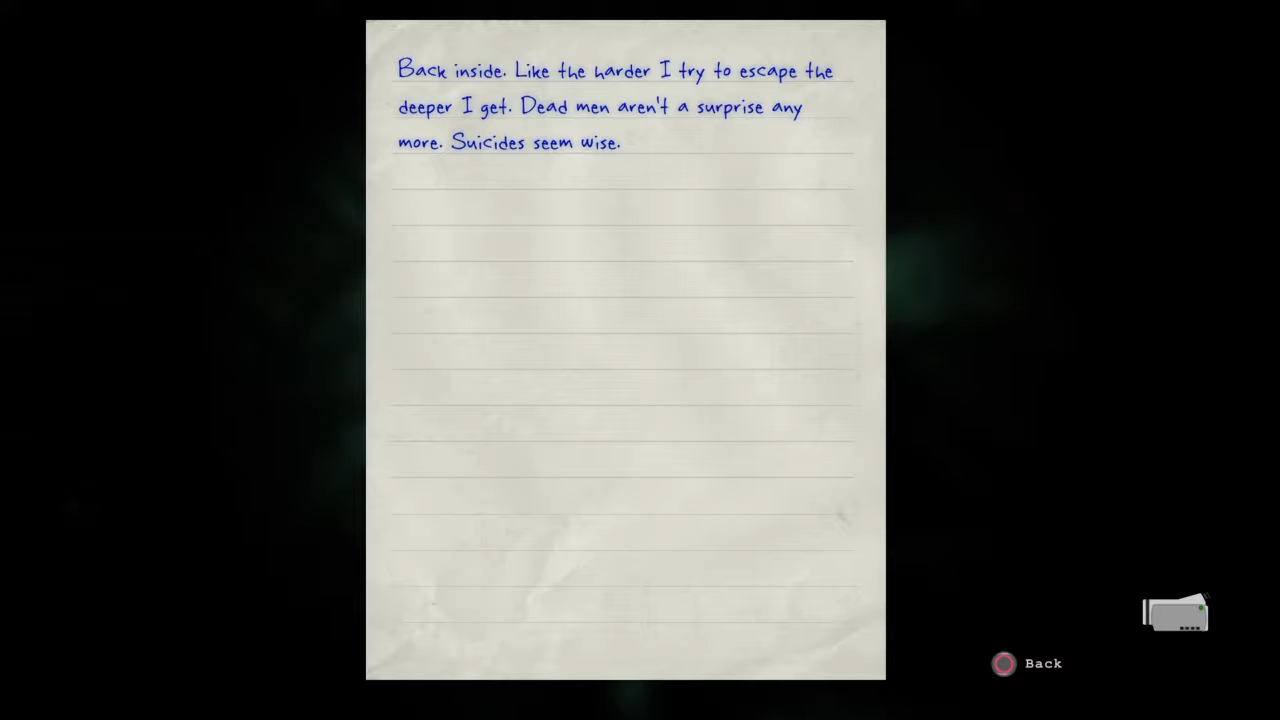 Back inside. Like the harder I try to escape the
deeper I get. Dead men aren't a surprise any
more. Suicides seem wise.
Back